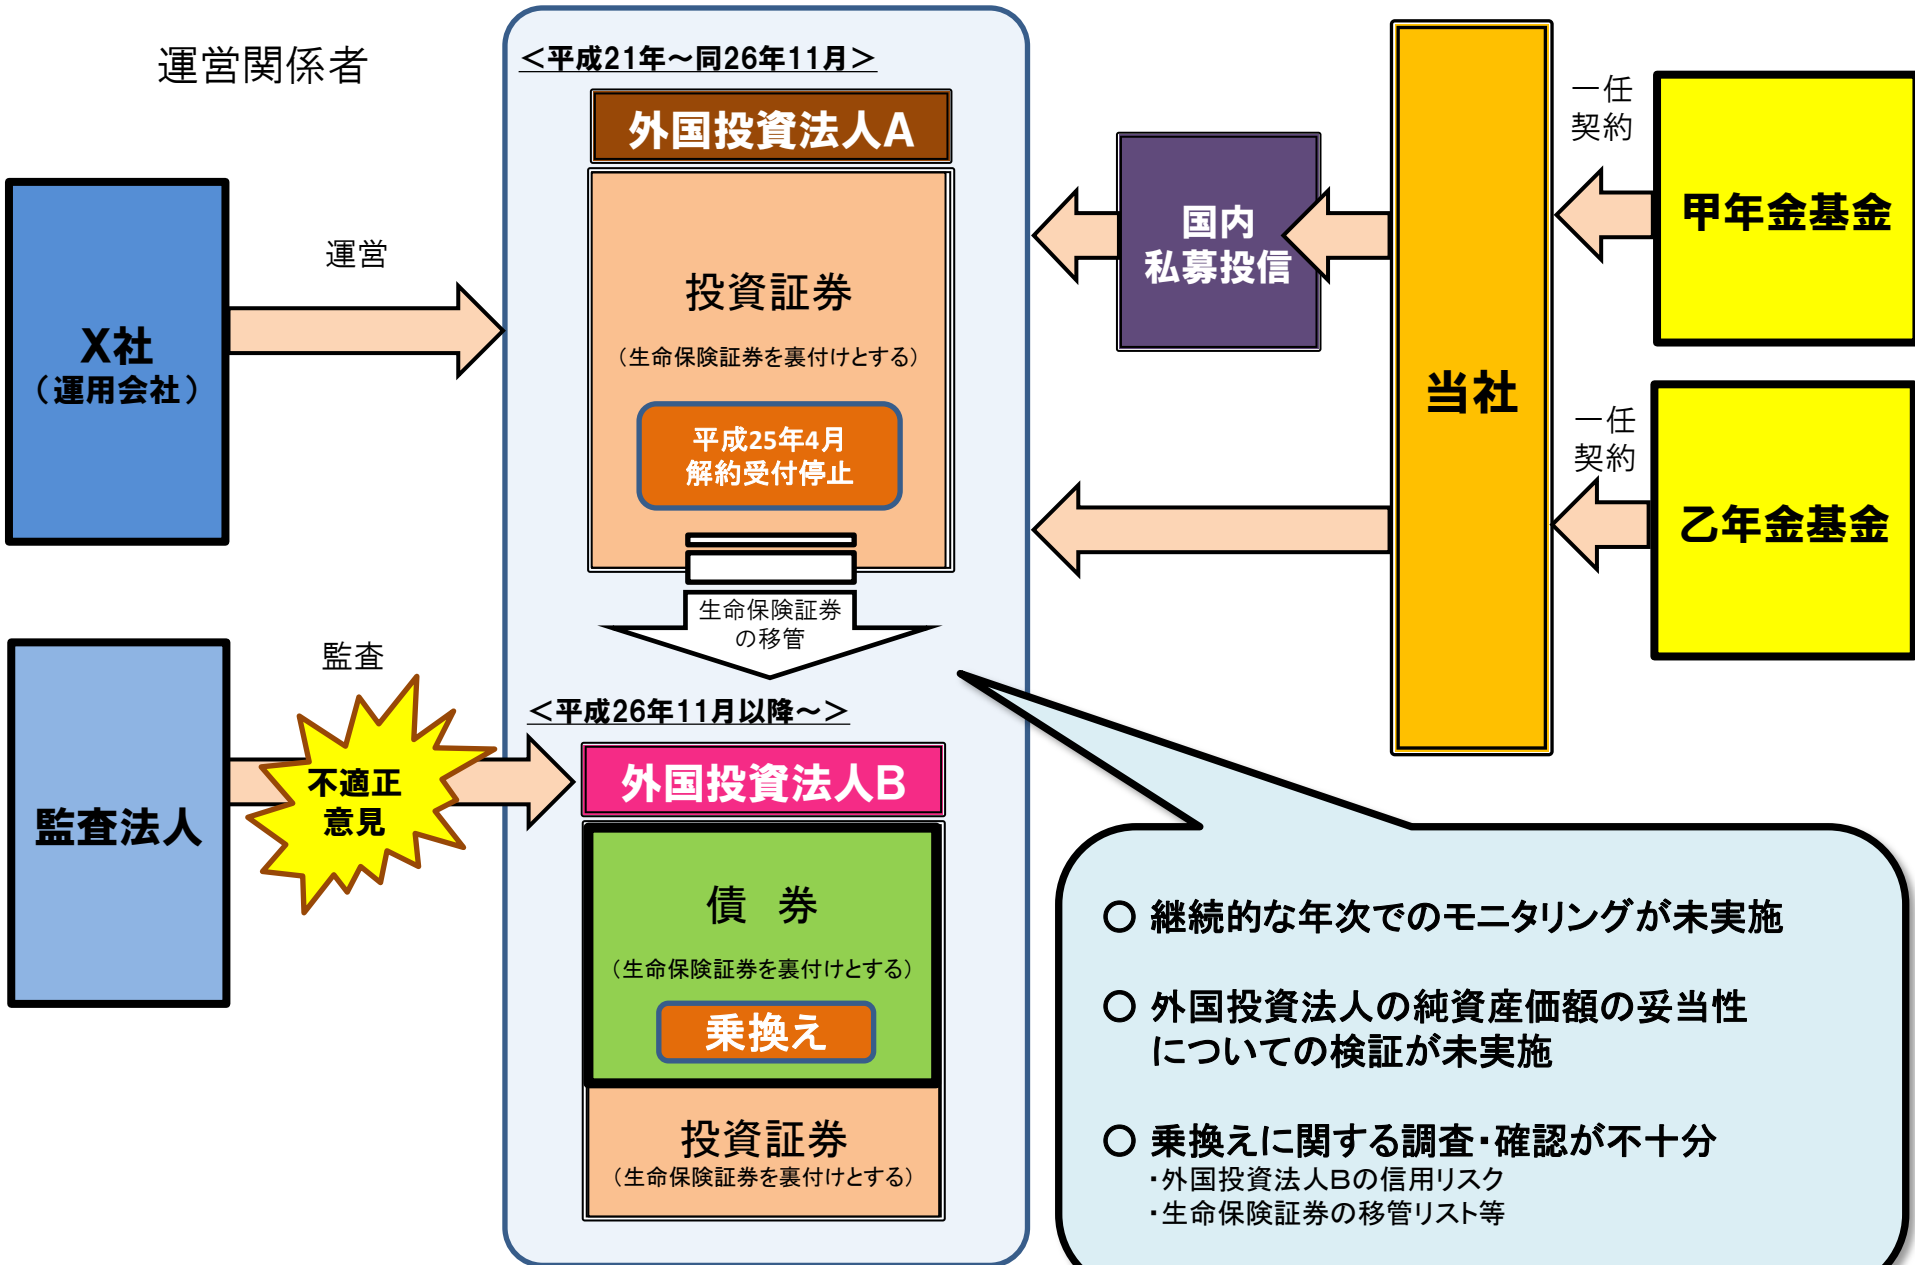 運営関係者
X社
（運用会社）
運営
監査法人
監査
不適正
意見
＜平成21年～同26年11月＞
外国投資法人A
投資証券
（生命保険証券を裏付けとする）
平成25年4月
解約受付停止
生命保険証券
の移管
＜平成26年11月以降～＞
外国投資法人B
債　券
（生命保険証券を裏付けとする）
乗換え
投資証券
（生命保険証券を裏付けとする）
国内
私募投信
当社
一任
契約
甲年金基金
一任
契約
乙年金基金
○ 継続的な年次でのモニタリングが未実施
○ 外国投資法人の純資産価額の妥当性
についての検証が未実施
○ 乗換えに関する調査・確認が不十分
・外国投資法人Bの信用リスク
・生命保険証券の移管リスト等